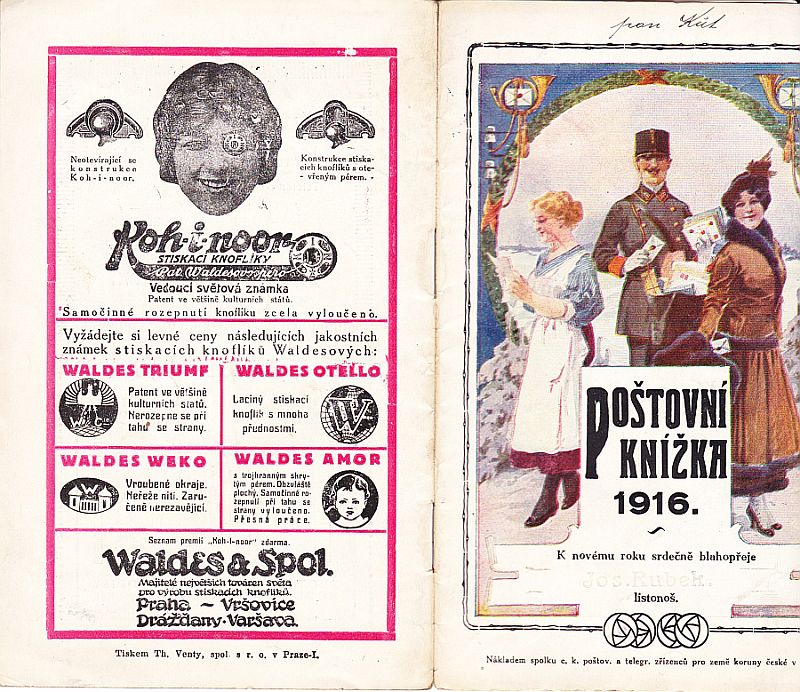 Neotevírající se
konstrukce
Koh-i-noor.
Konstrukce stiska-
cích knoflíků s ote-
vřeným pérem.
Koh-i-noor
STISKACÍ KNOFLÍKY
Pat. Waldesovo péro
Vedoucí světová známka
Patent ve většině kulturních států.
Samočinné rozepnutí knoflíku zcela vyloučeno.
Vyžádejte si levné ceny následujících jakostních
známek stiskacích knoflíků Waldesových:
WALDES TRIUMF
Patent ve většině
kulturních států.
Nerozepne se při
tahu se strany.
WALDES OTELLO
Laciný stiskací
knoflík s mnoha
přednostmi.
W
WALDES WEKO
Vroubené okraje.
Neřeže nití. Zaru-
čeně nerezavějící.
WALDES AMOR
s trojhranným skry-
tým pérem. Obzvláště
plochý. Samočinné ro-
zepnutí při tahu se
strany vyloučeno.
Přesná práce.
Seznam premií „Koh-i-noor" zdarma.
Waldes a Spol.
Majitelé největších továren světa
pro výrobu stiskacích knoflíků.
Praha ~ Vršovice
Drážďany · Varšava.
Tiskem Th. Venty, spol. s r. o. v Praze-I.
pan
POŠTOVNÍ
KNÍŽKA
1916.
K novému roku srdečně blahopřeje
Jos. Kubek.
listonoš.
Nákladem spolku c. k. poštov. a telegr. zřízenců pro země koruny české v